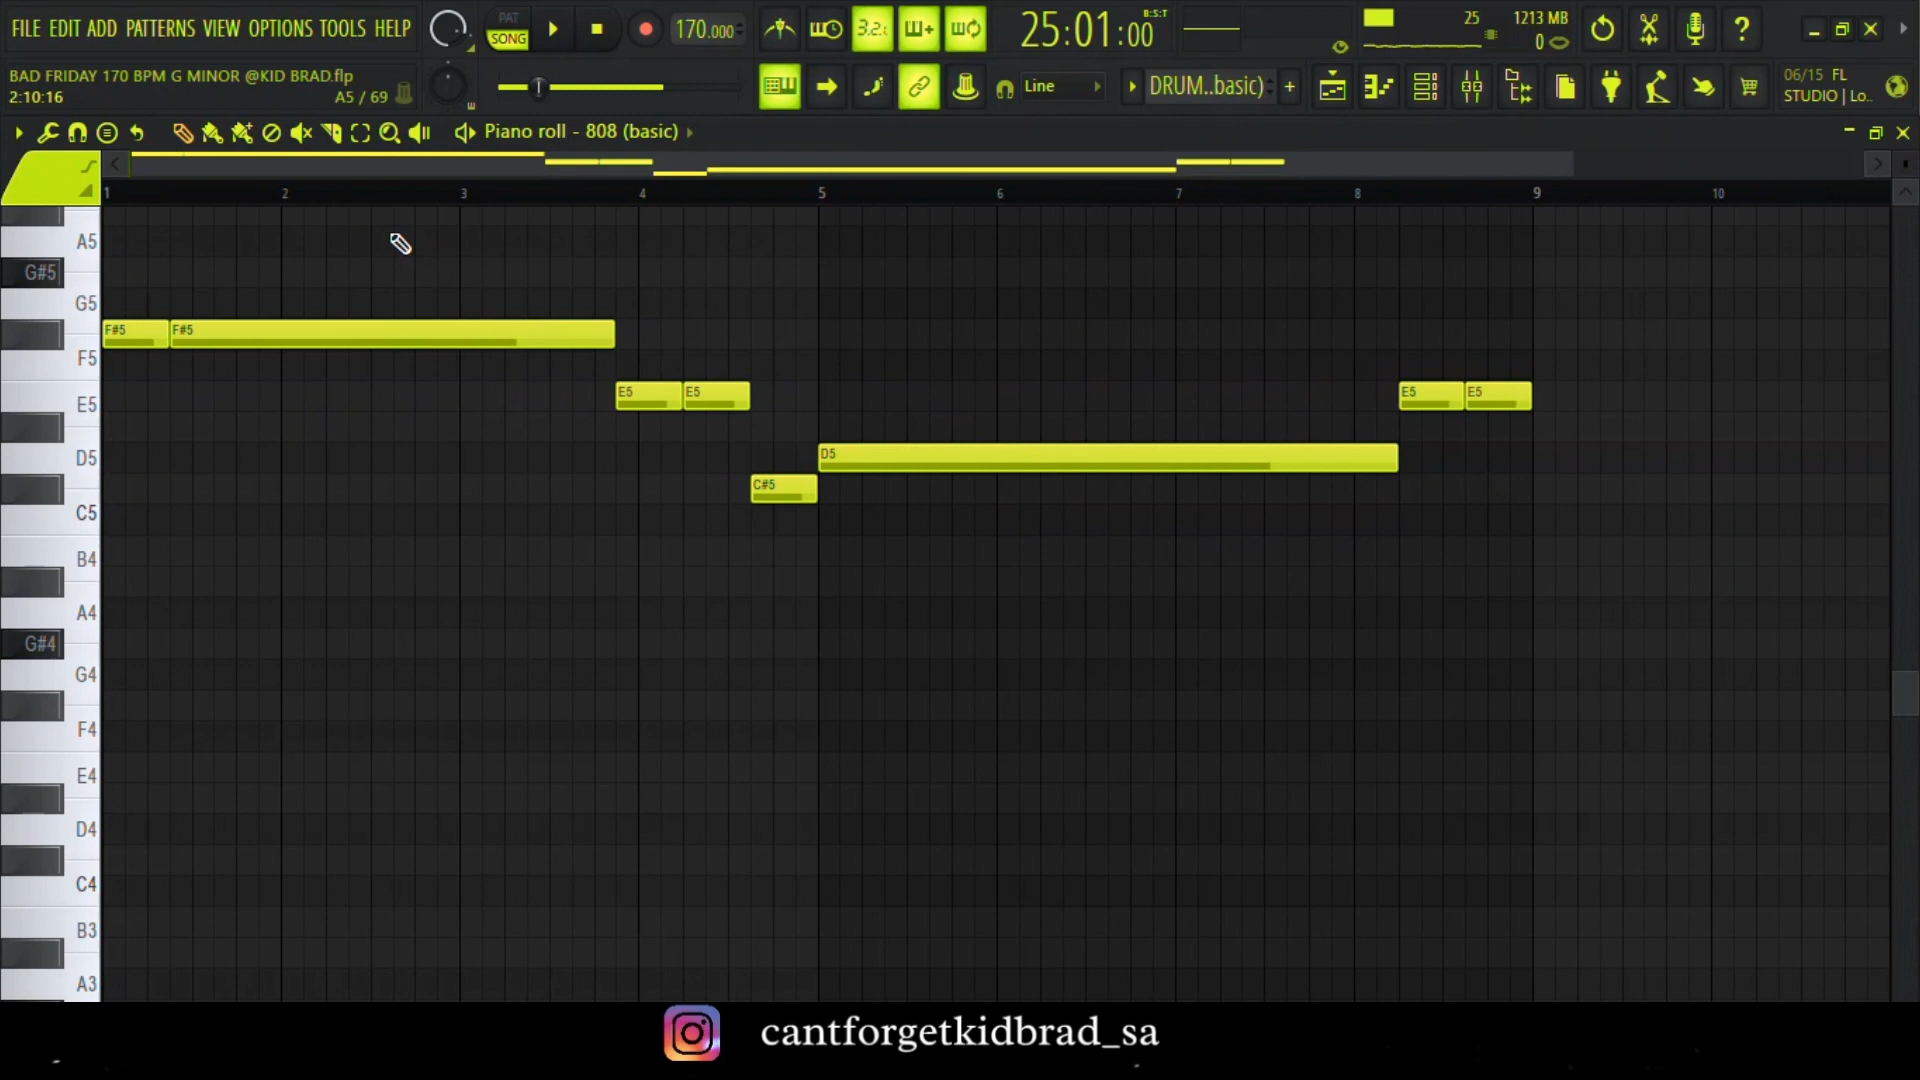 FILE EDIT ADD PATTERNS VIEW OPTIONS TOOLS HELP
PAT
SONG
170.000
3.2.
25:01:00
B:S:T
25
1213 MB
0
BAD FRIDAY 170 BPM G MINOR @KID BRAD.flp
2:10:16
A5 / 69
Line
DRUM..basic)
06/15 FL
STUDIO | Lo..
Piano roll - 808 (basic)
1 2 3 4 5 6 7 8 9 10
A5
G#5
G5
F#5 F#5
F5
E5 E5 E5 E5
E5
D5
D5
C#5
C5
B4
A4
G#4
G4
F4
E4
D4
C4
B3
A3
cantforgetkidbrad_sa